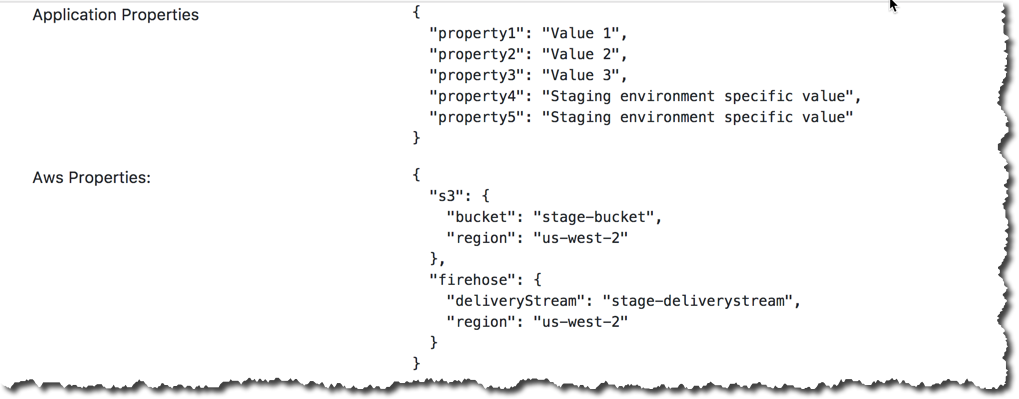 Application Properties
{
"property1": "Value 1",
"property2": "Value 2",
"property3": "Value 3",
"property4": "Staging environment specific value",
"property5": "Staging environment specific value"
}
Aws Properties:
{
"s3": {
"bucket": "stage-bucket",
"region": "us-west-2"
},
"firehose": {
"deliveryStream": "stage-deliverystream",
"region": "us-west-2"
}
}